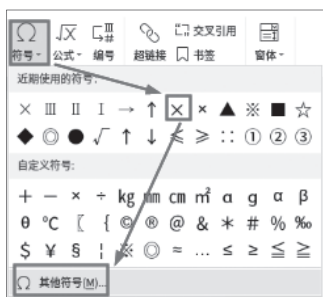 Ω √X 交叉引用
符号 公式 编号 超链接 书签 窗体
近期使用的符号:
× Ⅲ Ⅱ Ⅰ → ↑ × × ▲ ※ ■ ☆
◆ ◎ ● √ ↑ ↓ ≤ ≥ :: ① ② ③
自定义符号:
+ − × ÷ kg mm cm ㎡ ɑ g α β
θ ℃ 〖 { © ® @ & * # % ‰
$ ¥ § ¦ ※ ◎ ≈ … ≤ ≥ ≦ ≧
Ω 其他符号(M)...